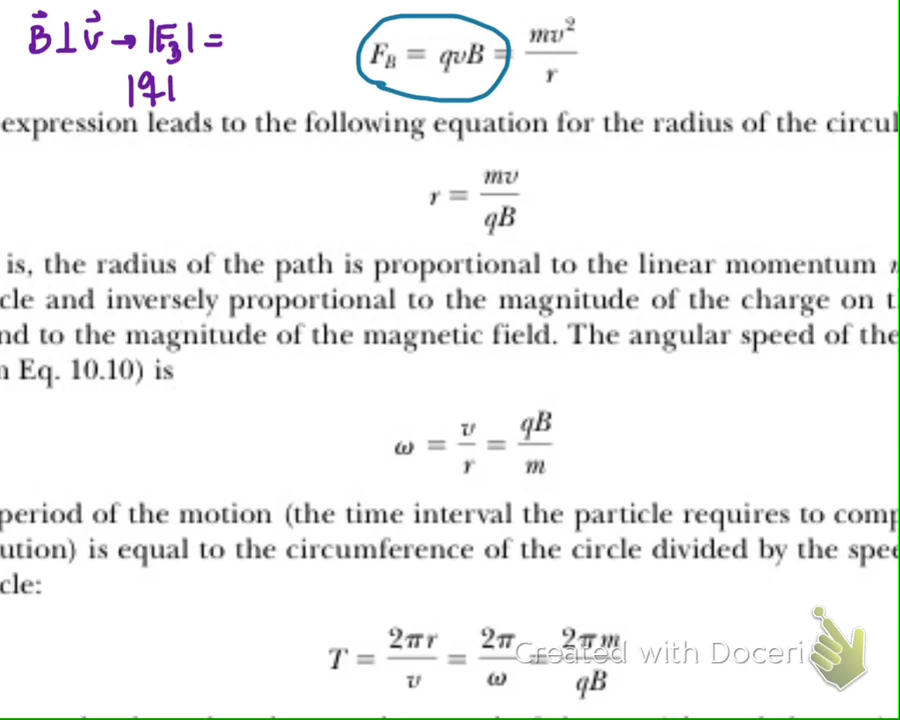 B⃗ ⊥ v⃗ → |F⃗_B| =
|q|
F_B = qvB = mv²/r
expression leads to the following equation for the radius of the circul
r = mv/qB
is, the radius of the path is proportional to the linear momentum
cle and inversely proportional to the magnitude of the charge on t
nd to the magnitude of the magnetic field. The angular speed of the
Eq. 10.10) is
ω = v/r = qB/m
period of the motion (the time interval the particle requires to comp
ution) is equal to the circumference of the circle divided by the spee
cle:
T = 2πr/v = 2π/ω = 2πm/qB
Created with Doceri